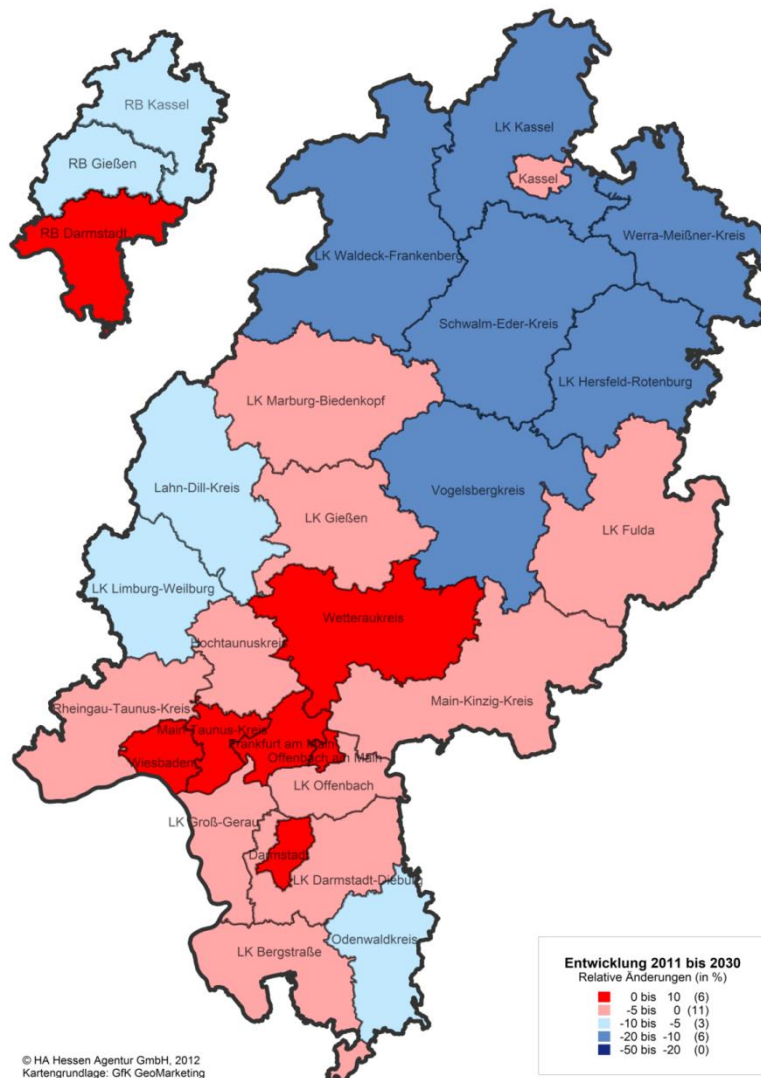 RB Kassel
RB Gießen
RB Darmstadt
LK Kassel
Kassel
Werra-Meißner-Kreis
LK Waldeck-Frankenberg
Schwalm-Eder-Kreis
LK Hersfeld-Rotenburg
LK Marburg-Biedenkopf
Lahn-Dill-Kreis
Vogelsbergkreis
LK Gießen
LK Fulda
LK Limburg-Weilburg
Wetteraukreis
Hochtaunuskreis
Main-Kinzig-Kreis
Rheingau-Taunus-Kreis
Main-Taunus-Kreis
Frankfurt am Main
Offenbach am Main
Wiesbaden
LK Offenbach
LK Groß-Gerau
Darmstadt
LK Darmstadt-Dieburg
Odenwaldkreis
LK Bergstraße
Entwicklung 2011 bis 2030
Relative Änderungen (in %)
0 bis 10 (6)
-5 bis 0 (11)
-10 bis -5 (3)
-20 bis -10 (6)
-50 bis -20 (0)
© HA Hessen Agentur GmbH, 2012
Kartengrundlage: GfK GeoMarketing